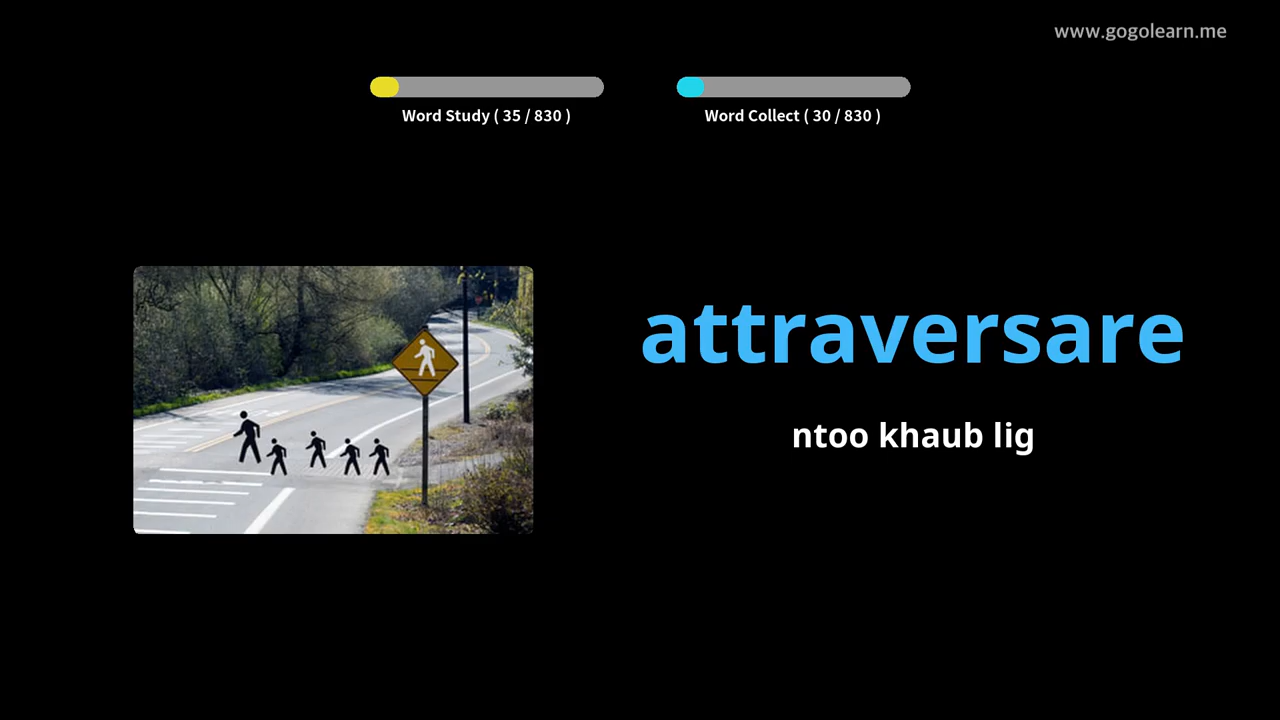 www.gogolearn.me
Word Study ( 35 / 830 )
Word Collect ( 30 / 830 )
attraversare
ntoo khaub lig